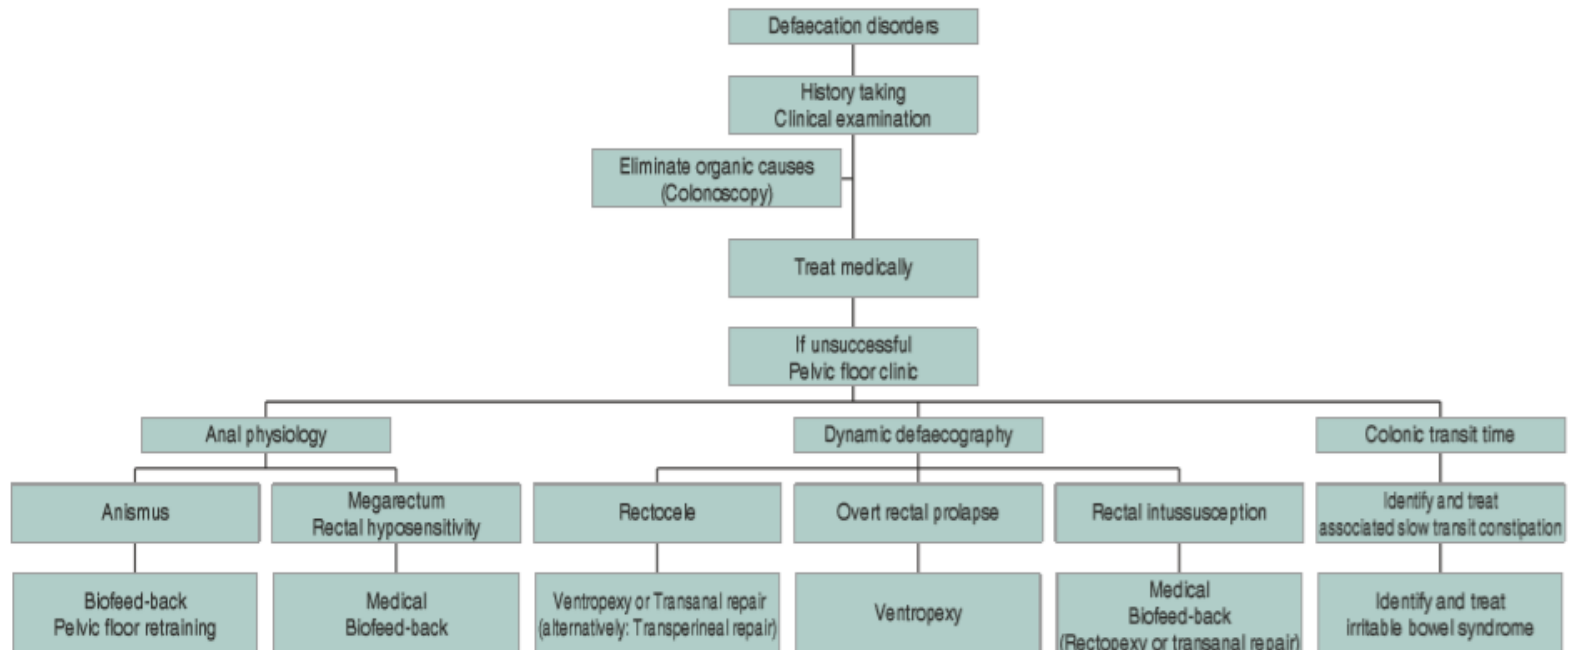 Defaecation disorders
History taking
Clinical examination
Eliminate organic causes
(Colonoscopy)
Treat medically
If unsuccessful
Pelvic floor clinic
Anal physiology
Dynamic defaecography
Colonic transit time
Anismus
Megarectum
Rectal hyposensitivity
Rectocele
Overt rectal prolapse
Rectal intussusception
Identify and treat
associated slow transit constipation
Biofeed-back
Pelvic floor retraining
Medical
Biofeed-back
Ventropexy or Transanal repair
(alternatively: Transperineal repair)
Ventropexy
Medical
Biofeed-back
(Rectopexy or transanal repair)
Identify and treat
irritable bowel syndrome